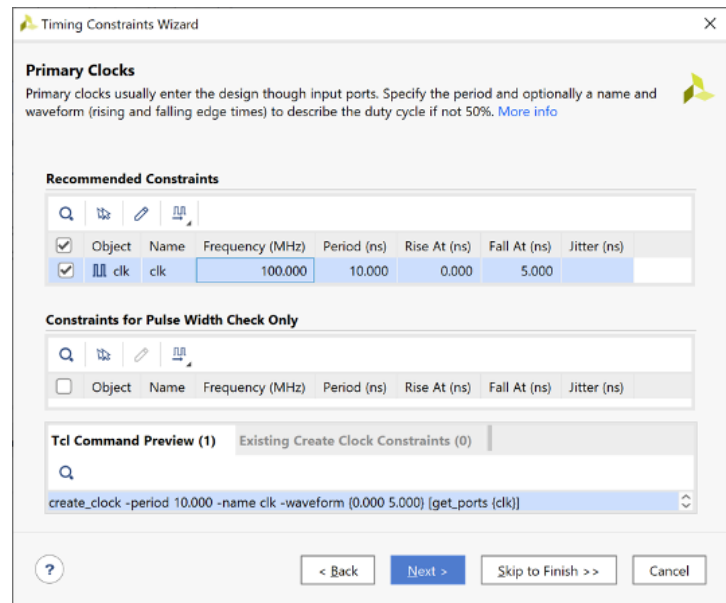 Timing Constraints Wizard
Primary Clocks
Primary clocks usually enter the design though input ports. Specify the period and optionally a name and
waveform (rising and falling edge times) to describe the duty cycle if not 50%. More info
Recommended Constraints
Object Name Frequency (MHz) Period (ns) Rise At (ns) Fall At (ns) Jitter (ns)
clk clk 100.000 10.000 0.000 5.000
Constraints for Pulse Width Check Only
Object Name Frequency (MHz) Period (ns) Rise At (ns) Fall At (ns) Jitter (ns)
Tcl Command Preview (1) Existing Create Clock Constraints (0)
create_clock -period 10.000 -name clk -waveform {0.000 5.000} [get_ports {clk}]
? < Back Next > Skip to Finish >> Cancel